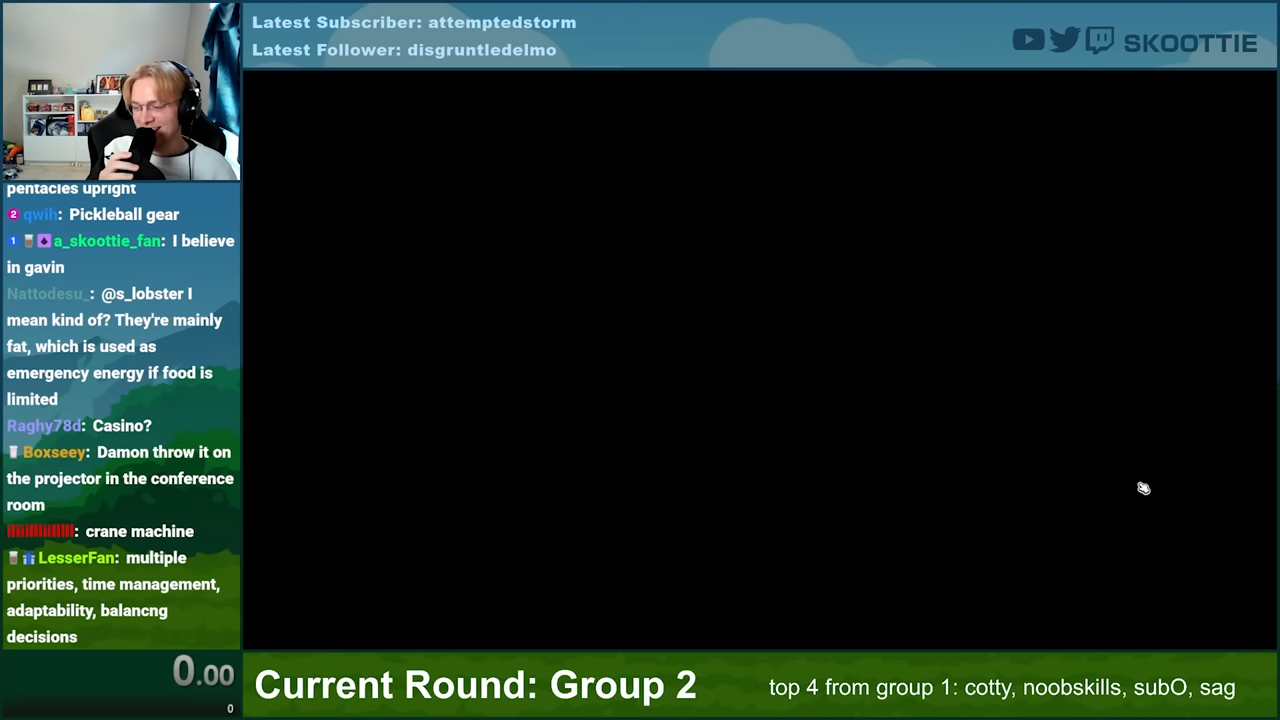 Latest Subscriber: attemptedstorm
Latest Follower: disgruntledelmo
SKOOTTIE
pentacles upright
2 qwih: Pickleball gear
1 a_skoottie_fan: I believe
in gavin
Nattodesu_: @s_lobster I
mean kind of? They're mainly
fat, which is used as
emergency energy if food is
limited
Raghy78d: Casino?
Boxseey: Damon throw it on
the projector in the conference
room
: crane machine
LesserFan: multiple
priorities, time management,
adaptability, balancng
decisions
0.00
0
Current Round: Group 2
top 4 from group 1: cotty, noobskills, subO, sag